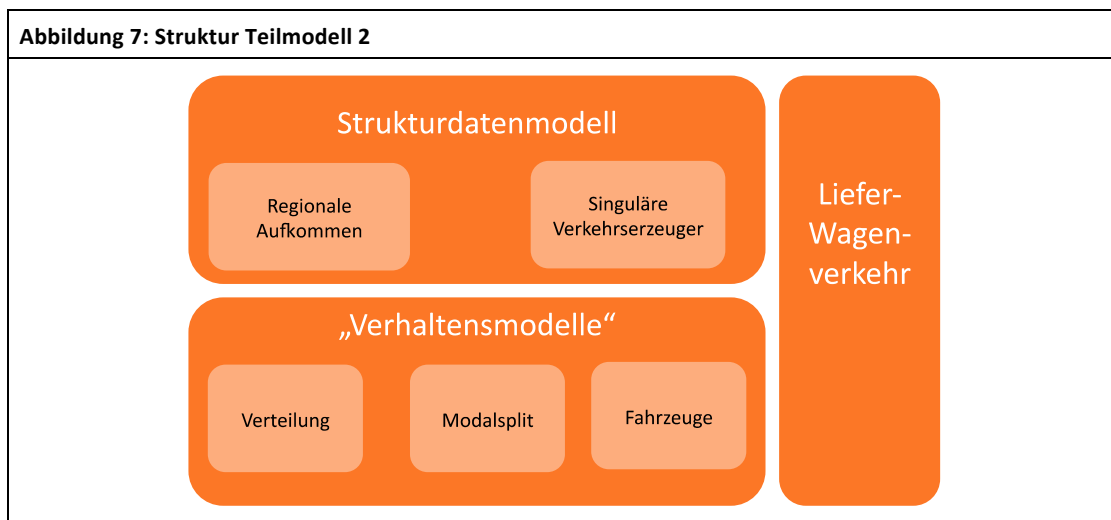 Abbildung 7: Struktur Teilmodell 2
Strukturdatenmodell
Regionale
Aufkommen
Singuläre
Verkehrserzeuger
„Verhaltensmodelle“
Verteilung
Modalsplit
Fahrzeuge
Liefer-
Wagen-
verkehr